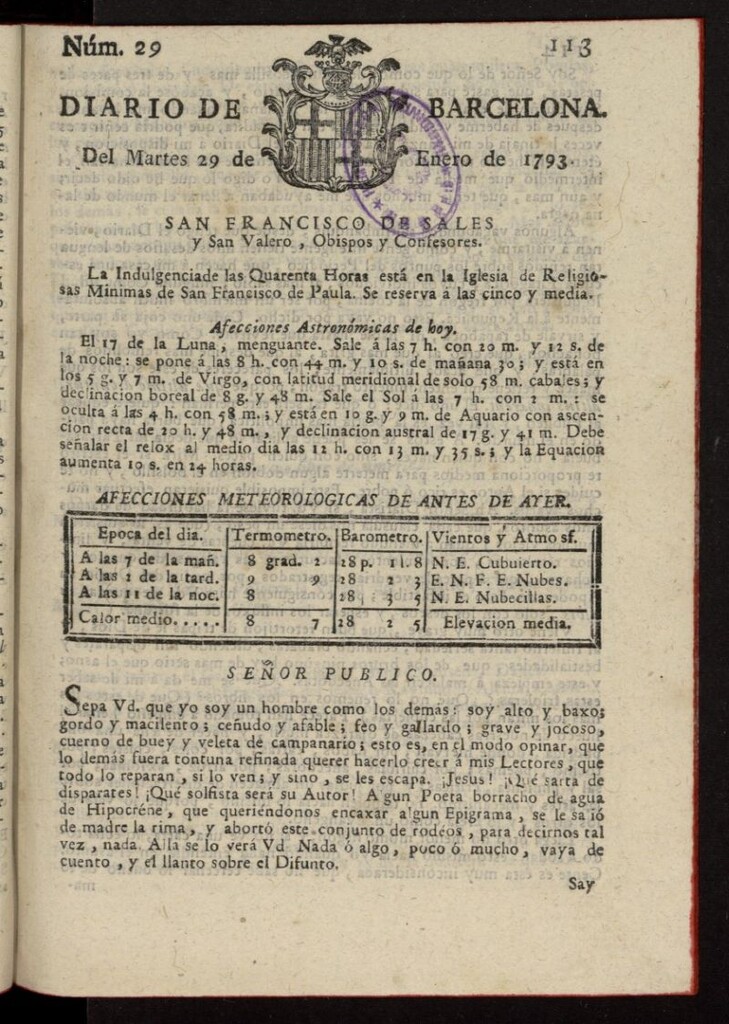 Núm. 29
113
DIARIO DE BARCELONA.
Del Martes 29 de Enero de 1793.
SAN FRANCISCO DE SALES
y San Valero, Obispos y Confesores.
La Indulgenciade las Quarenta Horas está en la Iglesia de Religio-
sas Minimas de San Francisco de Paula. Se reserva á las cinco y media.
Afecciones Astronómicas de hoy.
El 17 de la Luna, menguante. Sale á las 7 h. con 20 m. y 12 s. de
la noche: se pone á las 8 h. con 44 m. y 10 s. de mañana 30; y está en
los 5 g. y 7 m. de Virgo, con latitud meridional de solo 58 m. cabales; y
declinacion boreal de 8 g. y 48 m. Sale el Sol á las 7 h. con 2 m.: se
oculta á las 4 h. con 58 m.; y está en 10 g. y 9 m. de Aquario con ascen-
cion recta de 20 h. y 48 m., y declinacion austral de 17 g. y 41 m. Debe
señalar el relox al medio dia las 12 h. con 13 m. y 35 s.; y la Equacion
aumenta 10 s. en 24 horas.
AFECCIONES METEOROLOGICAS DE ANTES DE AYER.
Epoca del dia. Termometro. Barometro. Vientos y Atmosf.
A las 7 de la mañ. 8 grad. 2 28 p. 1 l. 8 N. E. Cubuierto.
A las 2 de la tard. 9 9 28 2 3 E. N. F. E. Nubes.
A las 11 de la noc. 8 28 3 5 N. E. Nubecillas.
Calor medio..... 8 7 28 2 5 Elevacion media.
SEÑOR PUBLICO.
Sepa Vd. que yo soy un hombre como los demás: soy alto y baxo;
gordo y macilento; ceñudo y afable; feo y gallardo; grave y jocoso,
cuerno de buey y veleta de campanario; esto es, en el modo opinar, que
lo demás fuera tontuna refinada querer hacerlo creer á mis Lectores, que
todo lo reparan, si lo ven; y sino, se les escapa. ¡Jesus! ¡Qué sarta de
disparates! ¡Qué solfista será su Autor! Algun Poeta borracho de agua
de Hipocréne, que queriéndonos encaxar algun Epigrama, se le salió
de madre la rima, y abortó este conjunto de rodéos, para decirnos tal
vez, nada. Allá se lo verá Vd Nada ó algo, poco ó mucho, vaya de
cuento, y el llanto sobre el Difunto.
Say